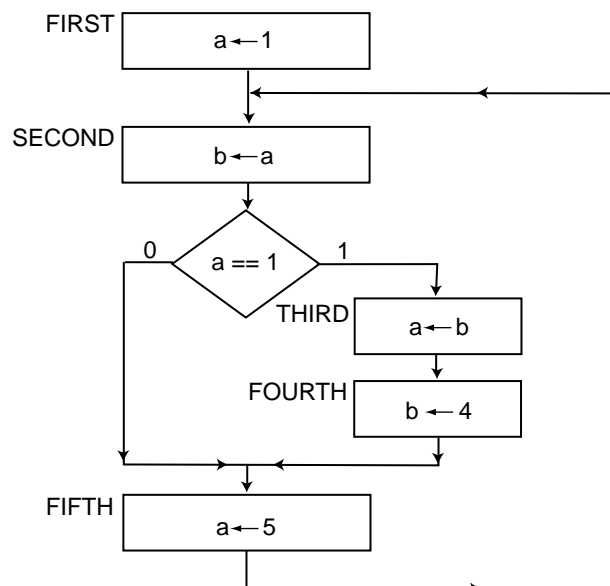 FIRST
a←1
SECOND
b←a
0
a == 1
1
THIRD
a←b
FOURTH
b ← 4
FIFTH
a←5